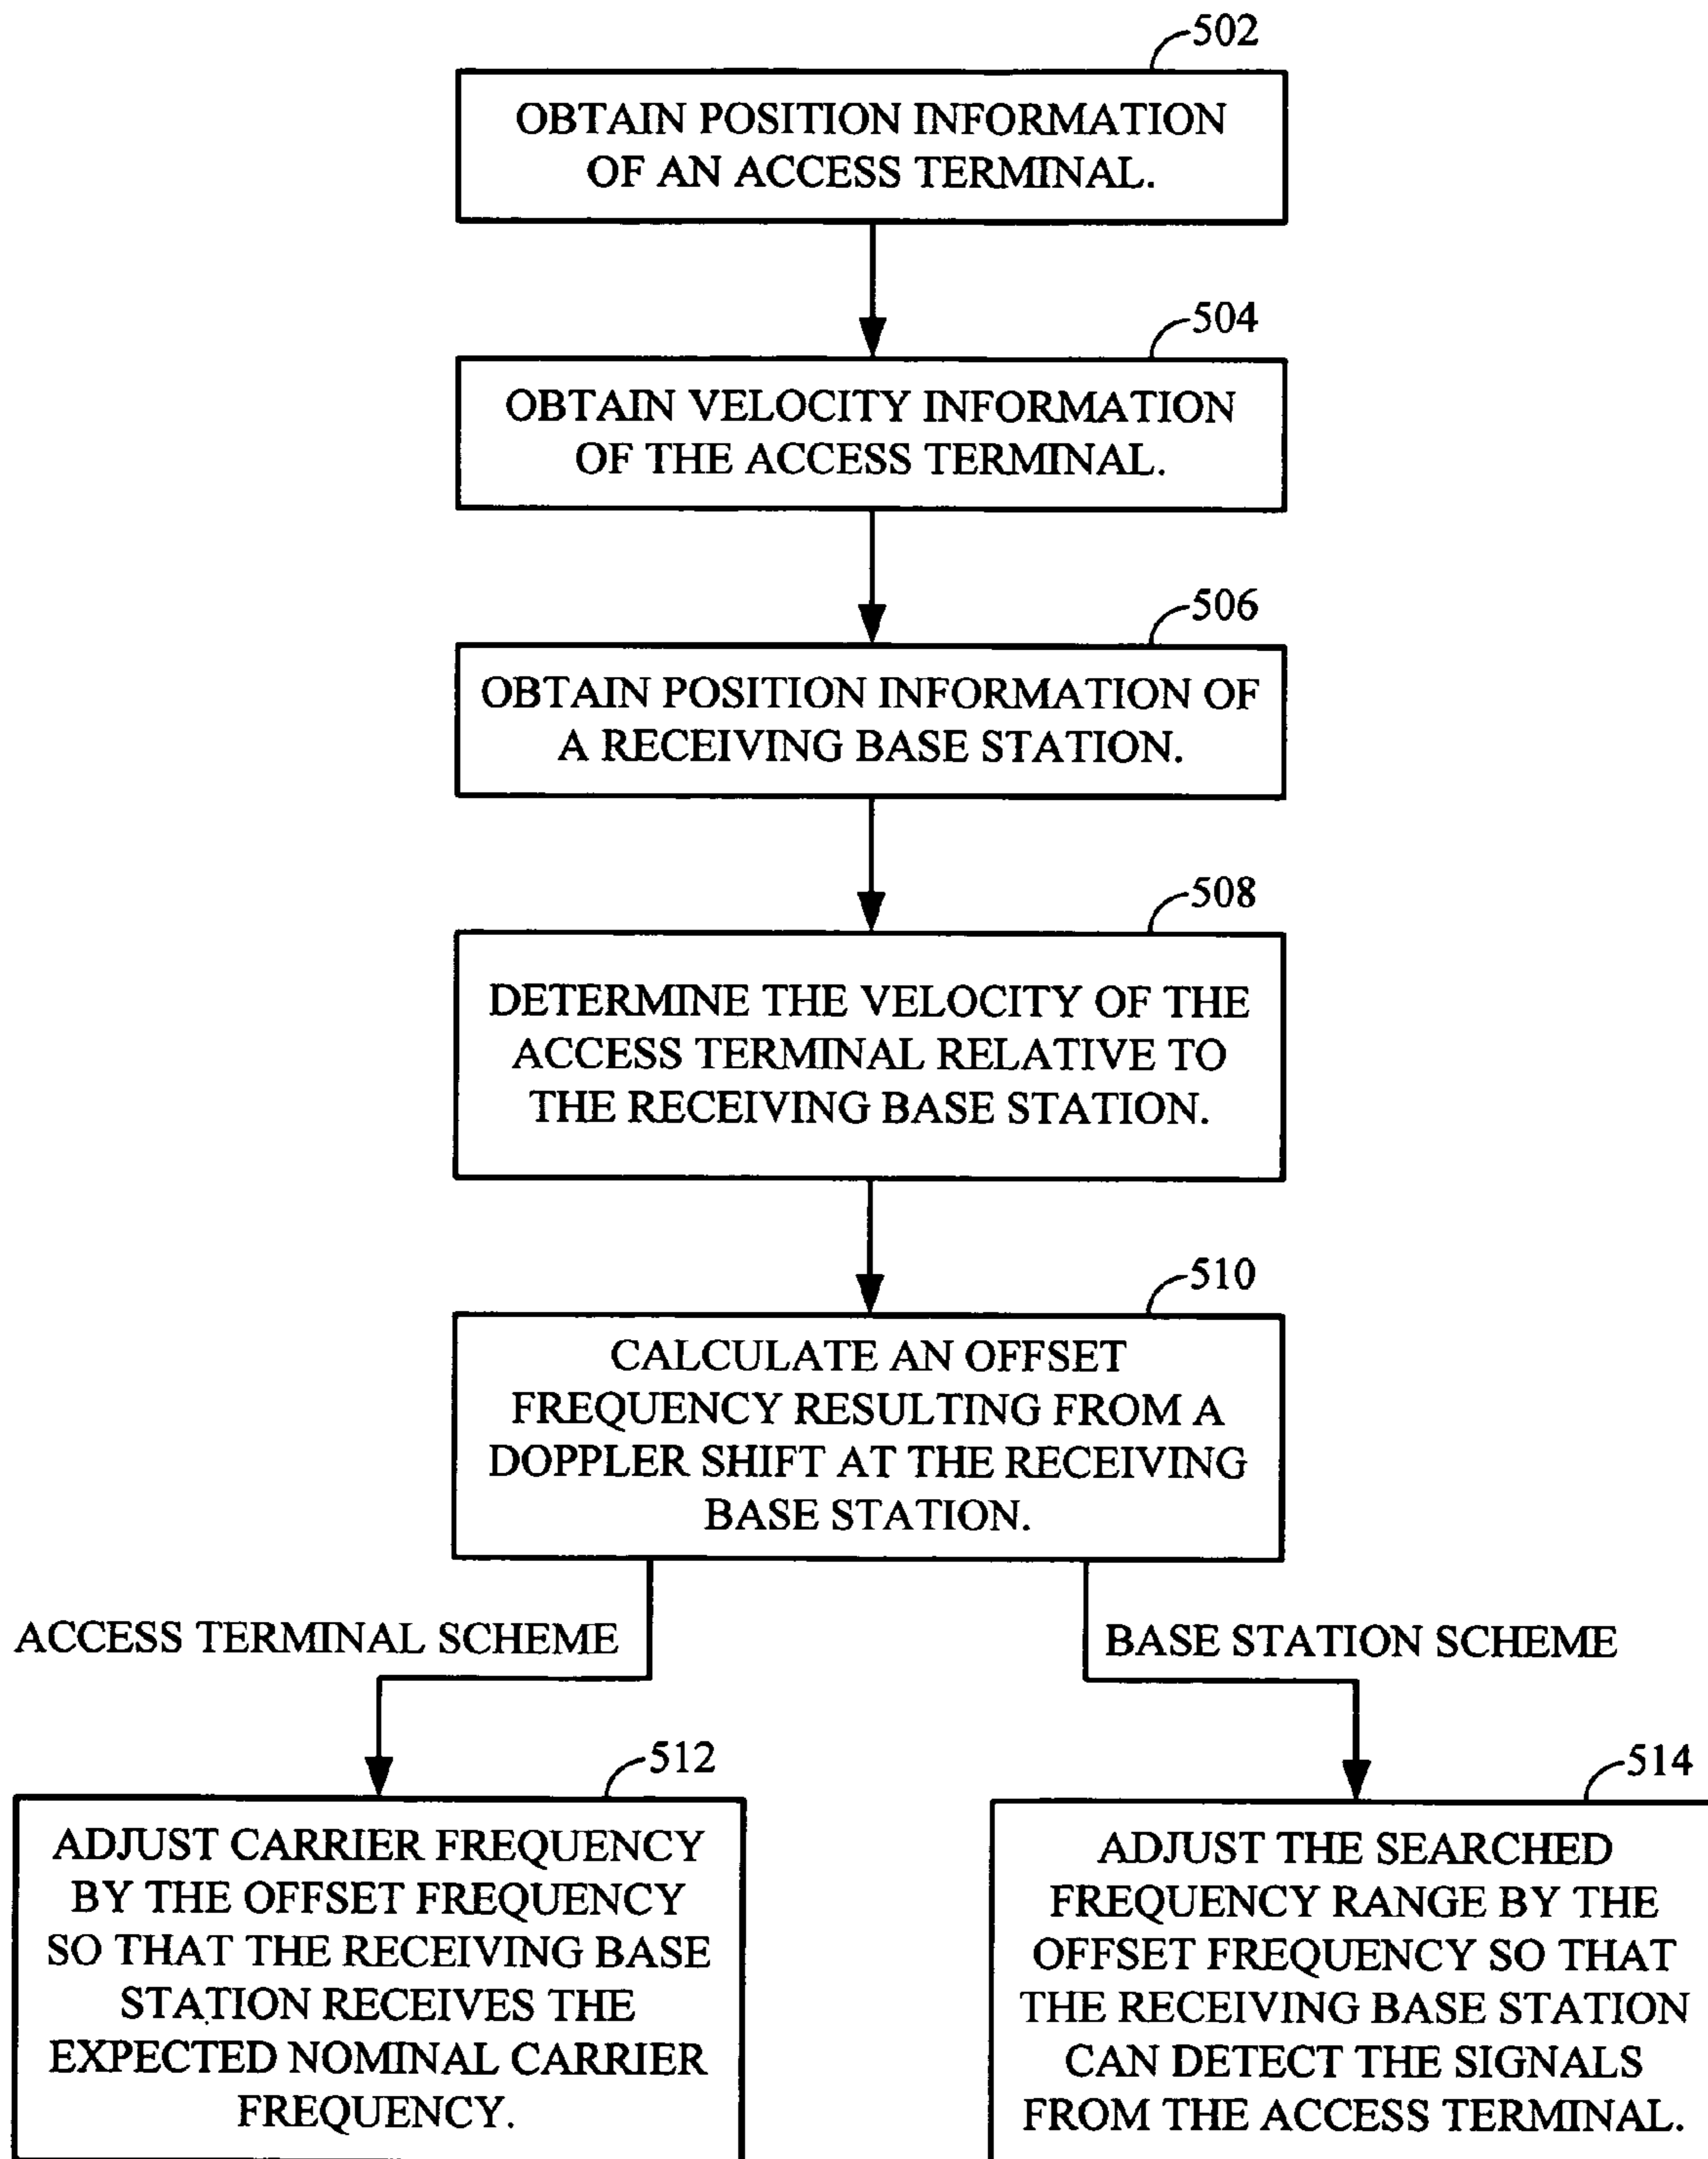 502
OBTAIN POSITION INFORMATION
OF AN ACCESS TERMINAL.
504
OBTAIN VELOCITY INFORMATION
OF THE ACCESS TERMINAL.
506
OBTAIN POSITION INFORMATION OF
A RECEIVING BASE STATION.
508
DETERMINE THE VELOCITY OF THE
ACCESS TERMINAL RELATIVE TO
THE RECEIVING BASE STATION.
510
CALCULATE AN OFFSET
FREQUENCY RESULTING FROM A
DOPPLER SHIFT AT THE RECEIVING
BASE STATION.
ACCESS TERMINAL SCHEME
BASE STATION SCHEME
512
ADJUST CARRIER FREQUENCY
BY THE OFFSET FREQUENCY
SO THAT THE RECEIVING BASE
STATION RECEIVES THE
EXPECTED NOMINAL CARRIER
FREQUENCY.
514
ADJUST THE SEARCHED
FREQUENCY RANGE BY THE
OFFSET FREQUENCY SO THAT
THE RECEIVING BASE STATION
CAN DETECT THE SIGNALS
FROM THE ACCESS TERMINAL.